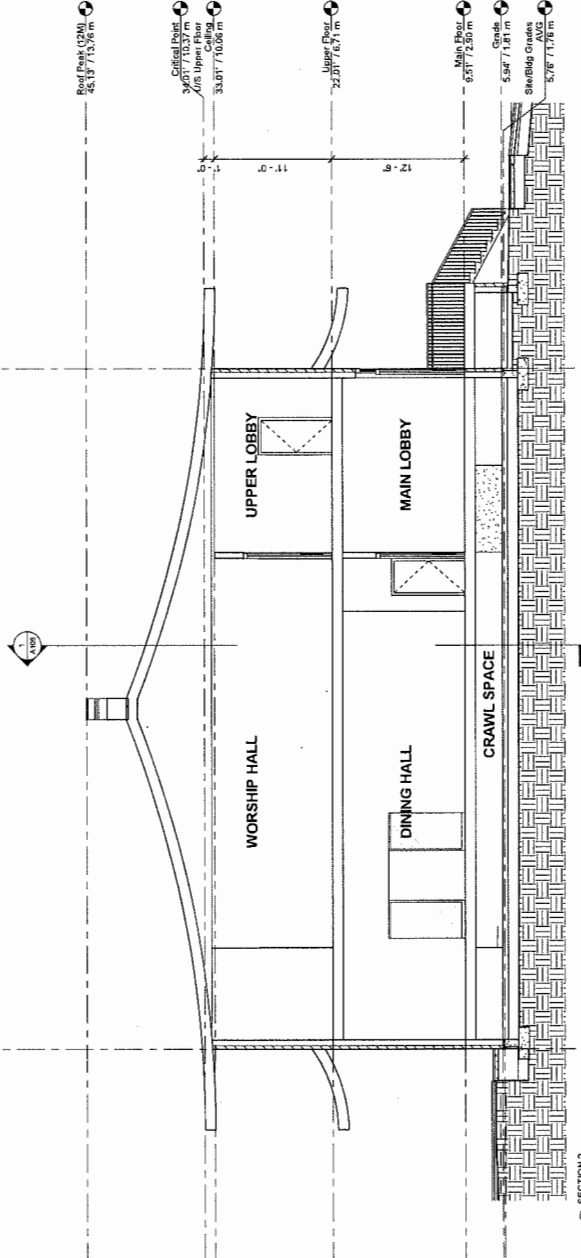 Roof Peak (12M)
45.13' / 13.76 m
Critical Point
34.01' / 10.37 m
U/S Upper Floor
Ceiling
33.01' / 10.06 m
Upper Floor
22.01' / 6.71 m
Main Floor
9.51' / 2.90 m
Grade
5.94' / 1.81 m
Site/Bldg Grades
AVG
5.76' / 1.76 m
1' - 0"
11' - 0"
12' - 6"
1
A105
WORSHIP HALL
UPPER LOBBY
DINING HALL
MAIN LOBBY
CRAWL SPACE
SECTION 2